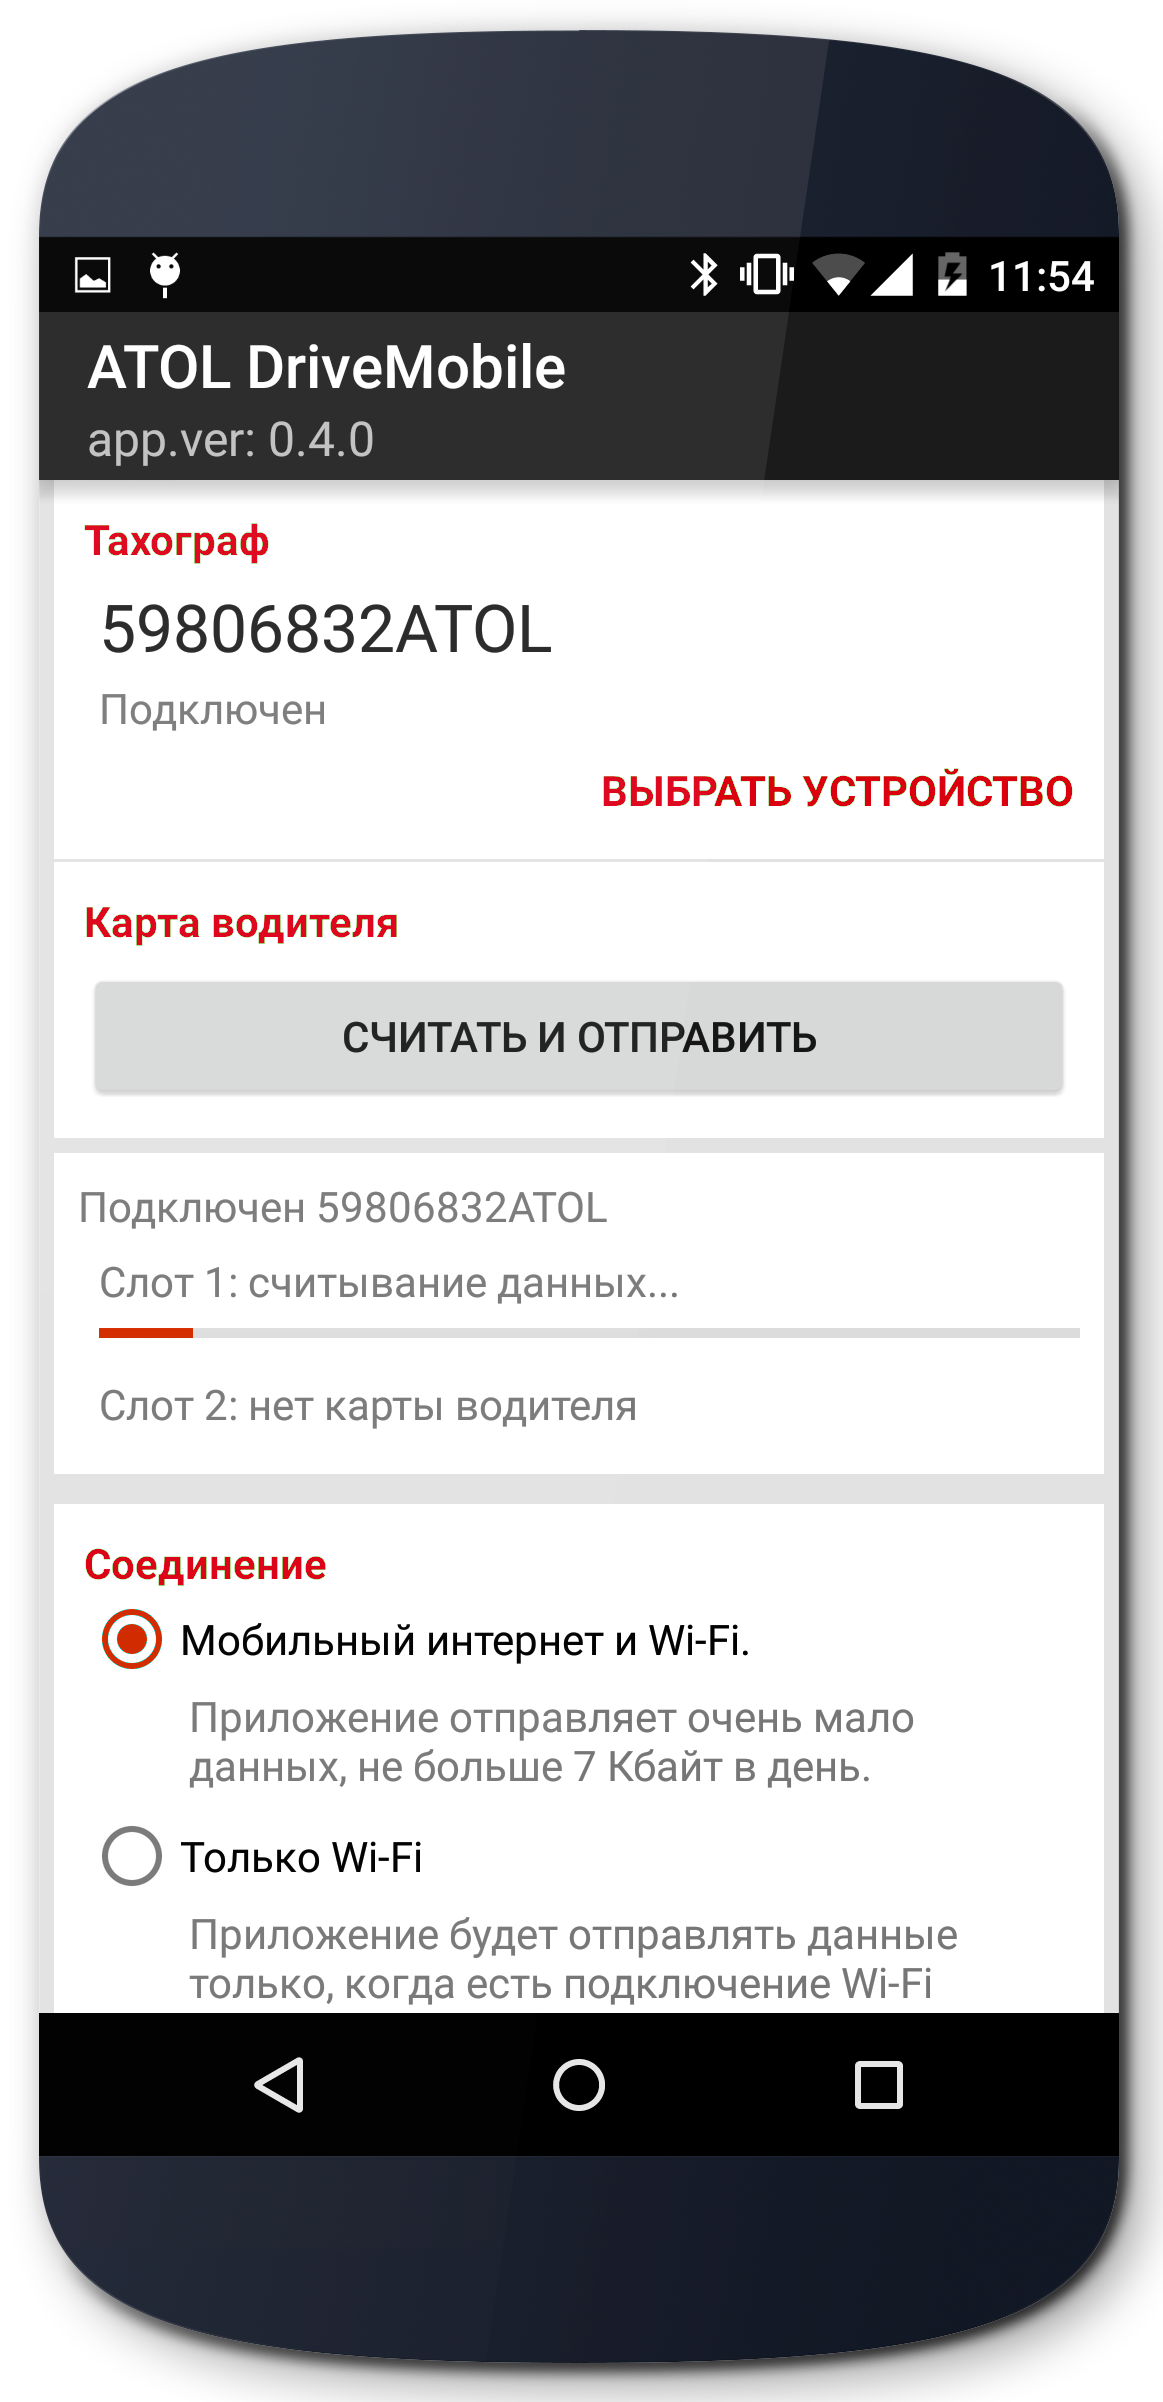 11:54
ATOL DriveMobile
app.ver: 0.4.0
Тахограф
59806832ATOL
Подключен
ВЫБРАТЬ УСТРОЙСТВО
Карта водителя
СЧИТАТЬ И ОТПРАВИТЬ
Подключен 59806832ATOL
Слот 1: считывание данных...
Слот 2: нет карты водителя
Соединение
Мобильный интернет и Wi-Fi.
Приложение отправляет очень мало
данных, не больше 7 Кбайт в день.
Только Wi-Fi
Приложение будет отправлять данные
только, когда есть подключение Wi-Fi